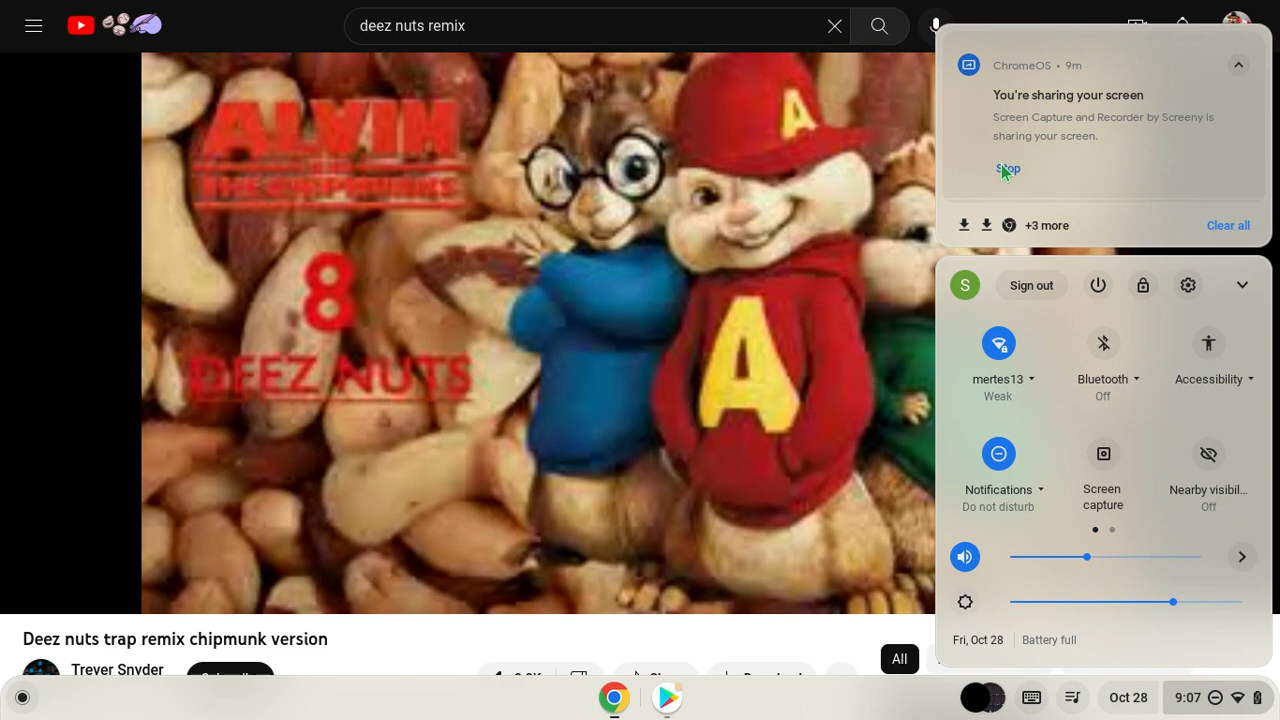 deez nuts remix
ALVIN
AND THE CHIPMUNKS
8
DEEZ NUTS
A
A
ChromeOS • 9m
You're sharing your screen
Screen Capture and Recorder by Screeny is
sharing your screen.
Stop
+3 more
Clear all
S
Sign out
mertes13
Weak
Bluetooth
Off
Accessibility
Notifications
Do not disturb
Screen
capture
Nearby visibil...
Off
Fri, Oct 28
Battery full
Deez nuts trap remix chipmunk version
Trever Snyder
All
Oct 28
9:07